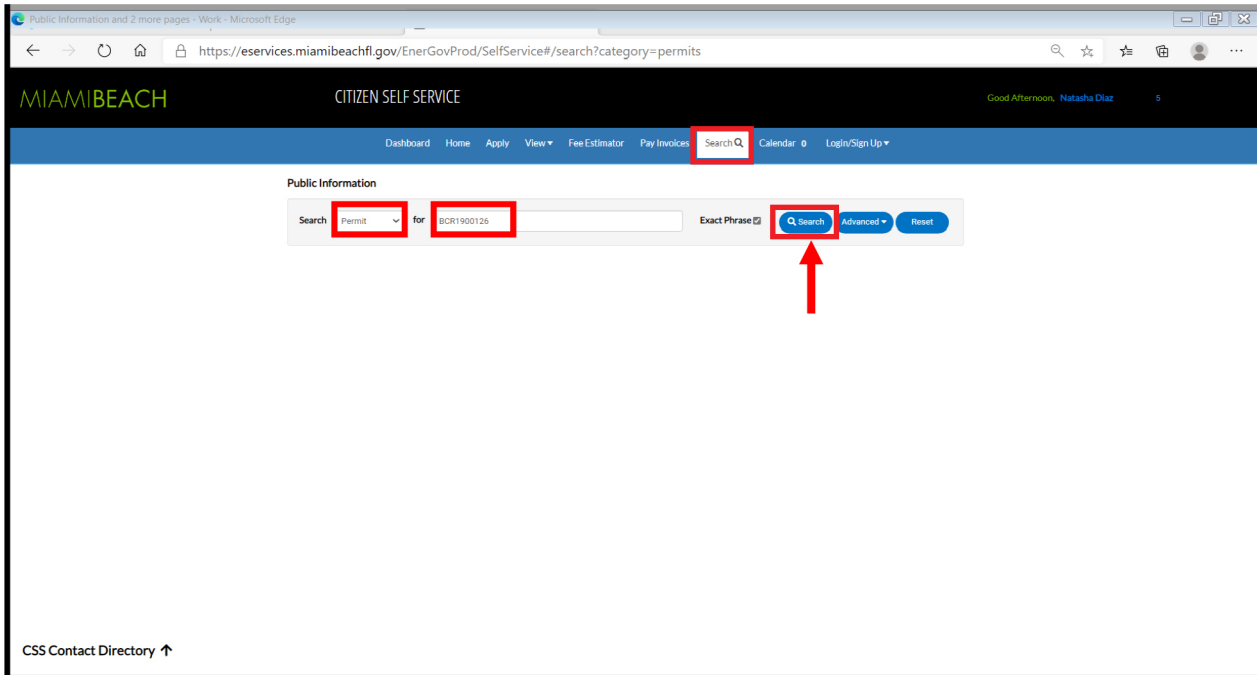 Public Information and 2 more pages - Work - Microsoft Edge
https://eservices.miamibeachfl.gov/EnerGovProd/SelfService#/search?category=permits
MIAMIBEACH CITIZEN SELF SERVICE Good Afternoon, Natasha Diaz 5
Dashboard Home Apply View Fee Estimator Pay Invoices Search Calendar 0 Login/Sign Up
Public Information
Search Permit for BCR1900126 Exact Phrase Search Advanced Reset
CSS Contact Directory